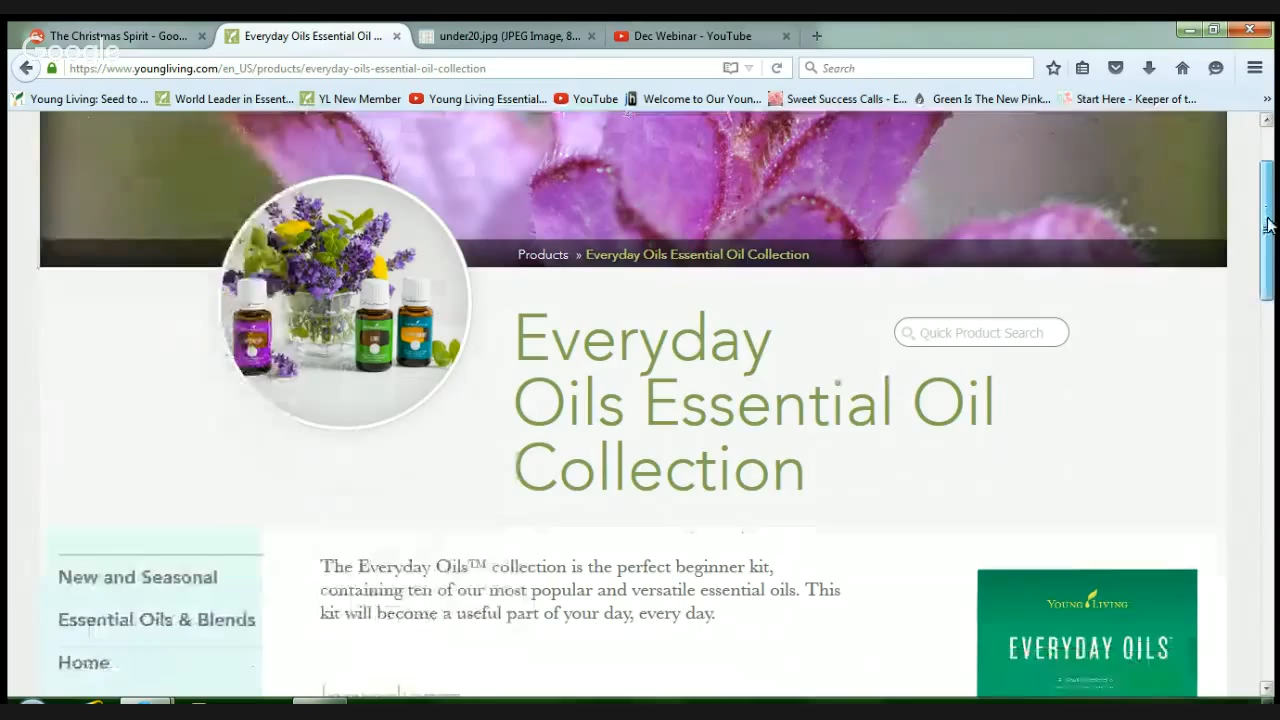 The Christmas Spirit - Goo...
Everyday Oils Essential Oil ...
under20.jpg (JPEG Image, 8...
Dec Webinar - YouTube
Google
https://www.youngliving.com/en_US/products/everyday-oils-essential-oil-collection
Search
Young Living: Seed to ...
World Leader in Essent...
YL New Member
Young Living Essential...
YouTube
Welcome to Our Youn...
Sweet Success Calls - E...
Green Is The New Pink...
Start Here - Keeper of t...
Products » Everyday Oils Essential Oil Collection
Everyday
Oils Essential Oil
Collection
Quick Product Search
New and Seasonal
Essential Oils & Blends
Home
The Everyday Oils™ collection is the perfect beginner kit,
containing ten of our most popular and versatile essential oils. This
kit will become a useful part of your day, every day.
YOUNG LIVING
EVERYDAY OILS™